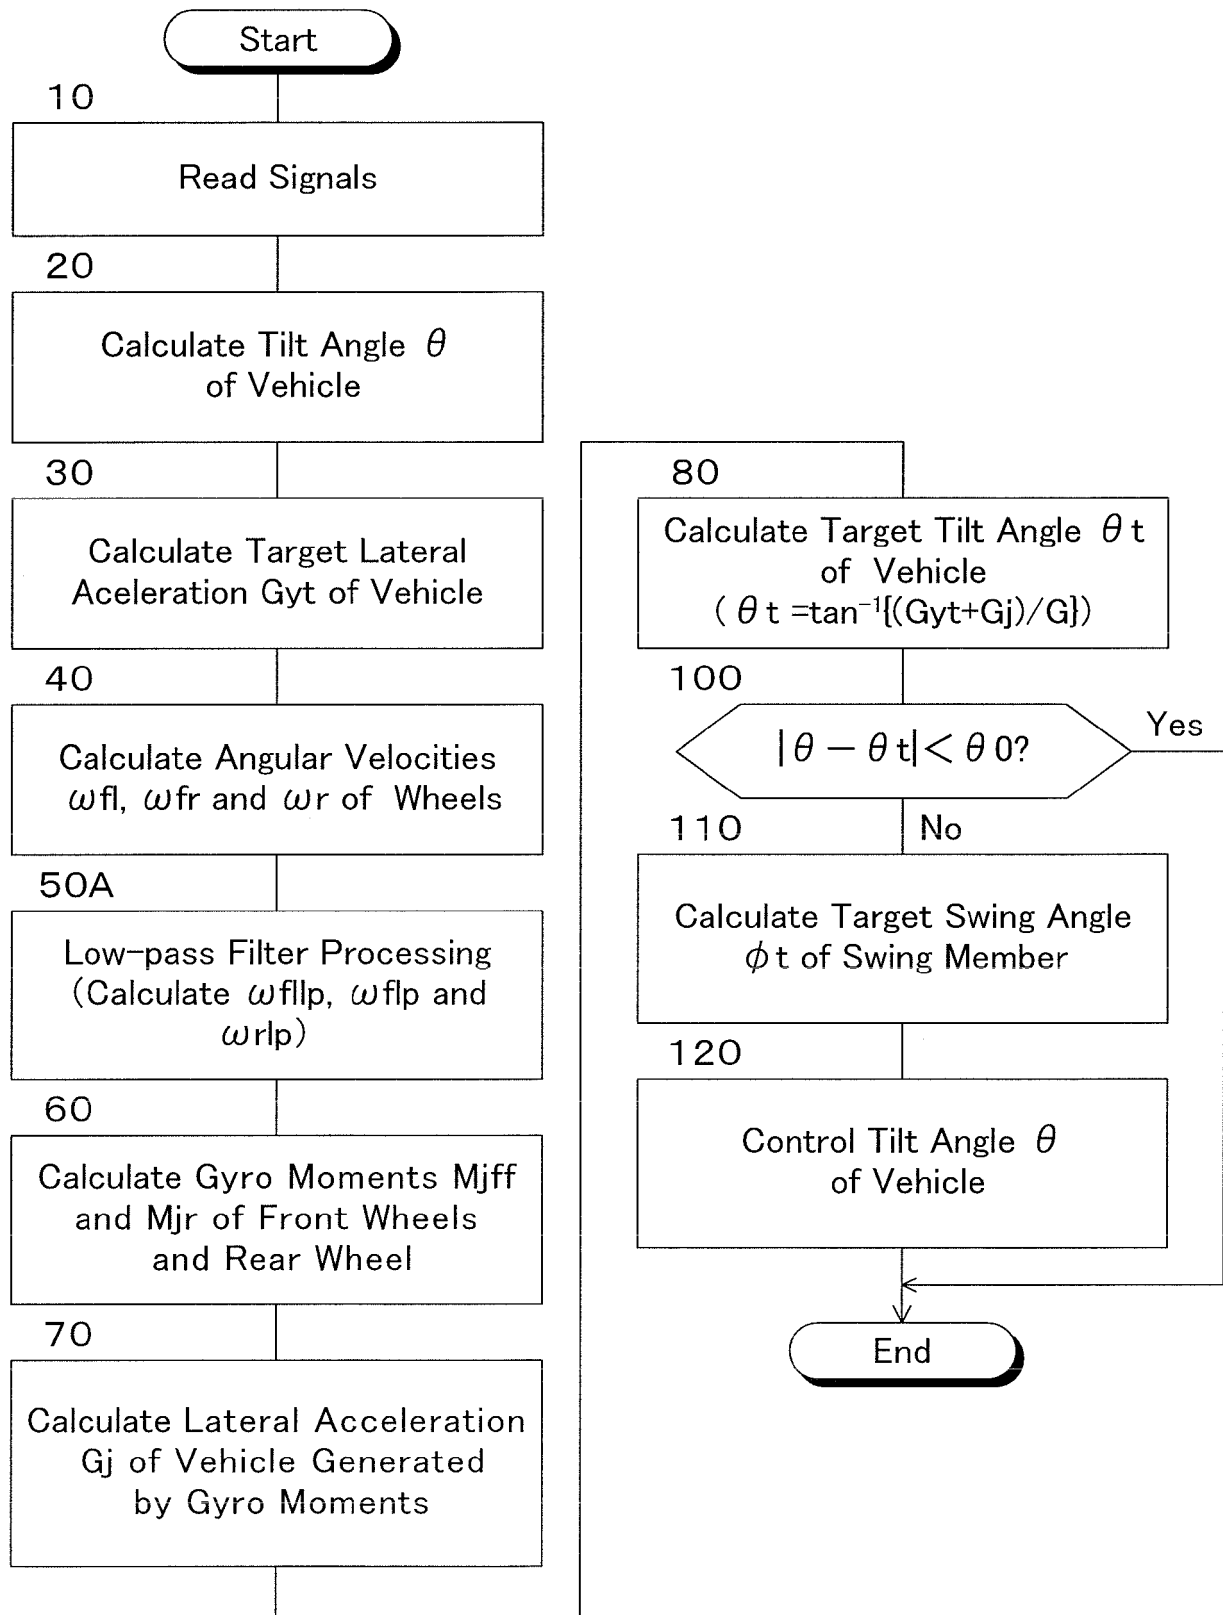 Start
10
Read Signals
20
Calculate Tilt Angle θ
of Vehicle
30
Calculate Target Lateral
Aceleration Gyt of Vehicle
40
Calculate Angular Velocities
ωfl, ωfr and ωr of Wheels
50A
Low-pass Filter Processing
(Calculate ωfllp, ωflp and
ωrlp)
60
Calculate Gyro Moments Mjff
and Mjr of Front Wheels
and Rear Wheel
70
Calculate Lateral Acceleration
Gj of Vehicle Generated
by Gyro Moments
80
Calculate Target Tilt Angle θt
of Vehicle
(θt =tan⁻¹{(Gyt+Gj)/G})
100
|θ − θt| < θ0?
Yes
No
110
Calculate Target Swing Angle
ϕt of Swing Member
120
Control Tilt Angle θ
of Vehicle
End